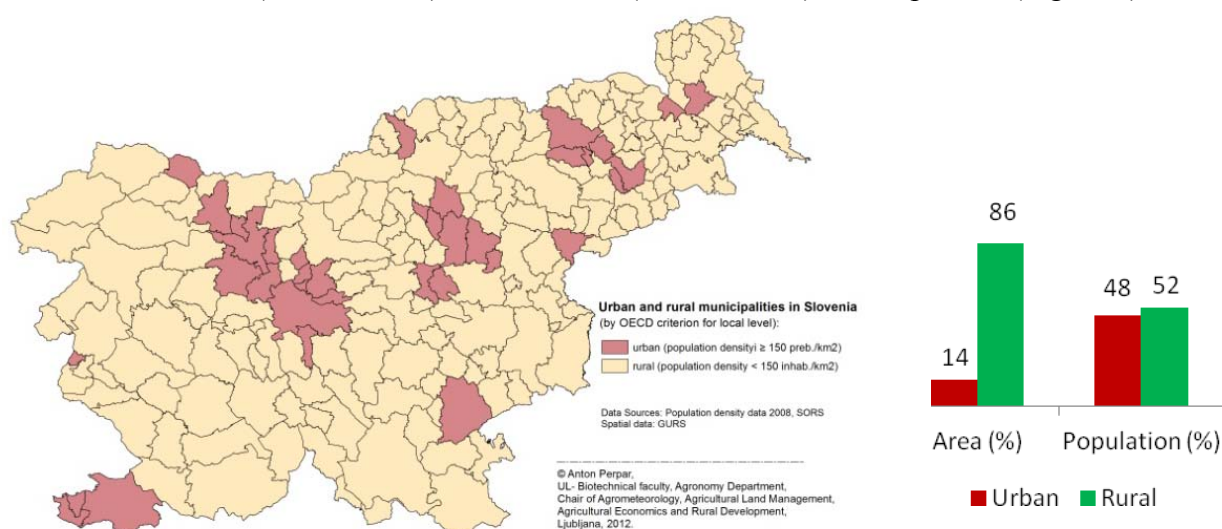 Urban and rural municipalities in Slovenia
(by OECD criterion for local level):
urban (population densityi ≥ 150 preb./km2)
rural (population density < 150 inhab./km2)
Data Sources: Population density data 2008, SORS
Spatial data: GURS
© Anton Perpar,
UL- Biotechnical faculty, Agronomy Department,
Chair of Agrometeorology, Agricultural Land Management,
Agricultural Economics and Rural Development,
Ljubljana, 2012.
86
14
48
52
Area (%)
Population (%)
Urban
Rural